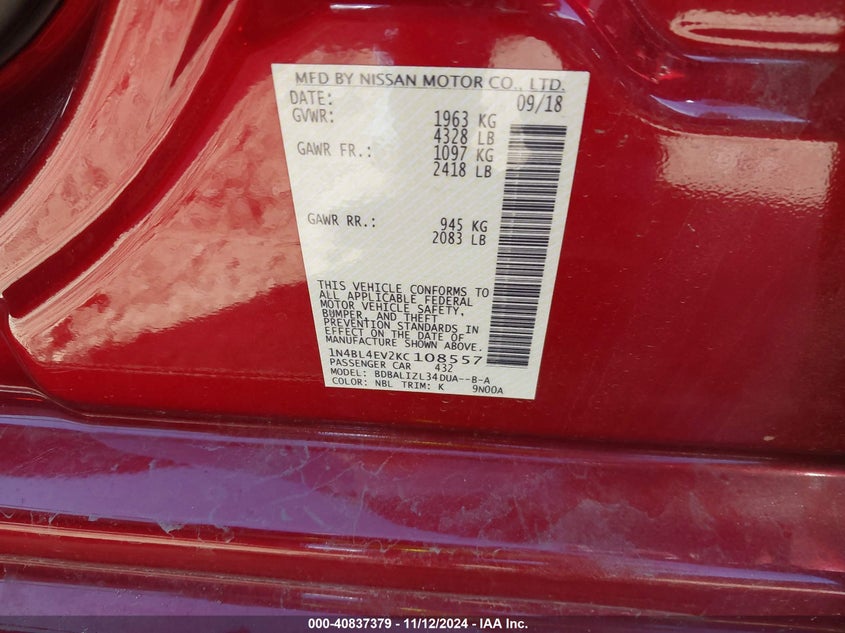 MFD BY NISSAN MOTOR CO., LTD.
DATE: 09/18
GVWR: 1963 KG
4328 LB
GAWR FR.: 1097 KG
2418 LB
GAWR RR.: 945 KG
2083 LB
THIS VEHICLE CONFORMS TO
ALL APPLICABLE FEDERAL
MOTOR VEHICLE SAFETY,
BUMPER, AND THEFT
PREVENTION STANDARDS IN
EFFECT ON THE DATE OF
MANUFACTURE SHOWN ABOVE.
1N4BL4EV2KC108557
PASSENGER CAR 432
MODEL: BDBALIZL34DUA--B-A
COLOR: NBL TRIM: K 9N00A
000-40837379 - 11/12/2024 - IAA Inc.